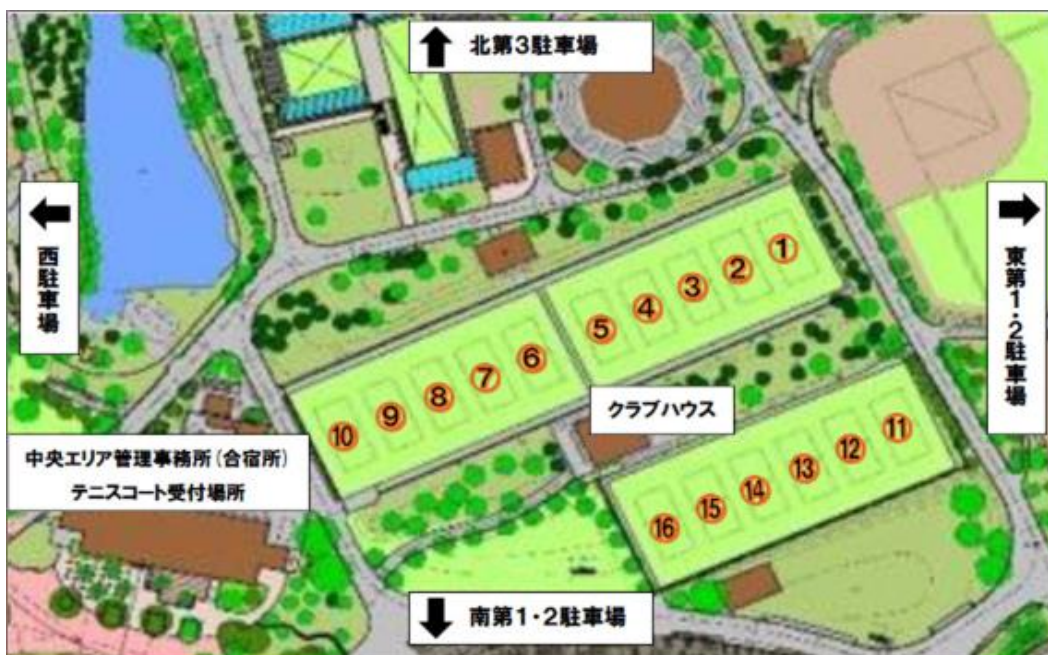 北第3駐車場
西駐車場
東第1・2駐車場
①
②
③
④
⑤
⑥
⑦
⑧
⑨
⑩
クラブハウス
⑪
⑫
⑬
⑭
⑮
⑯
中央エリア管理事務所(合宿所)
テニスコート受付場所
南第1・2駐車場